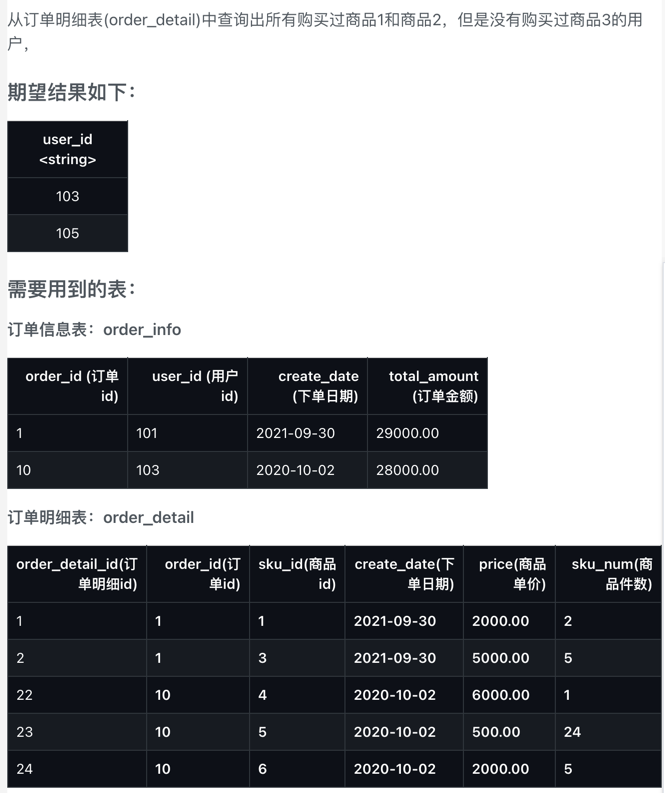 从订单明细表(order_detail)中查询出所有购买过商品1和商品2，但是没有购买过商品3的用
户，
期望结果如下：
user_id
<string>
103
105
需要用到的表：
订单信息表：order_info
order_id (订单id) user_id (用户id) create_date (下单日期) total_amount (订单金额)
1 101 2021-09-30 29000.00
10 103 2020-10-02 28000.00
订单明细表：order_detail
order_detail_id(订单明细id) order_id(订单id) sku_id(商品id) create_date(下单日期) price(商品单价) sku_num(商品件数)
1 1 1 2021-09-30 2000.00 2
2 1 3 2021-09-30 5000.00 5
22 10 4 2020-10-02 6000.00 1
23 10 5 2020-10-02 500.00 24
24 10 6 2020-10-02 2000.00 5